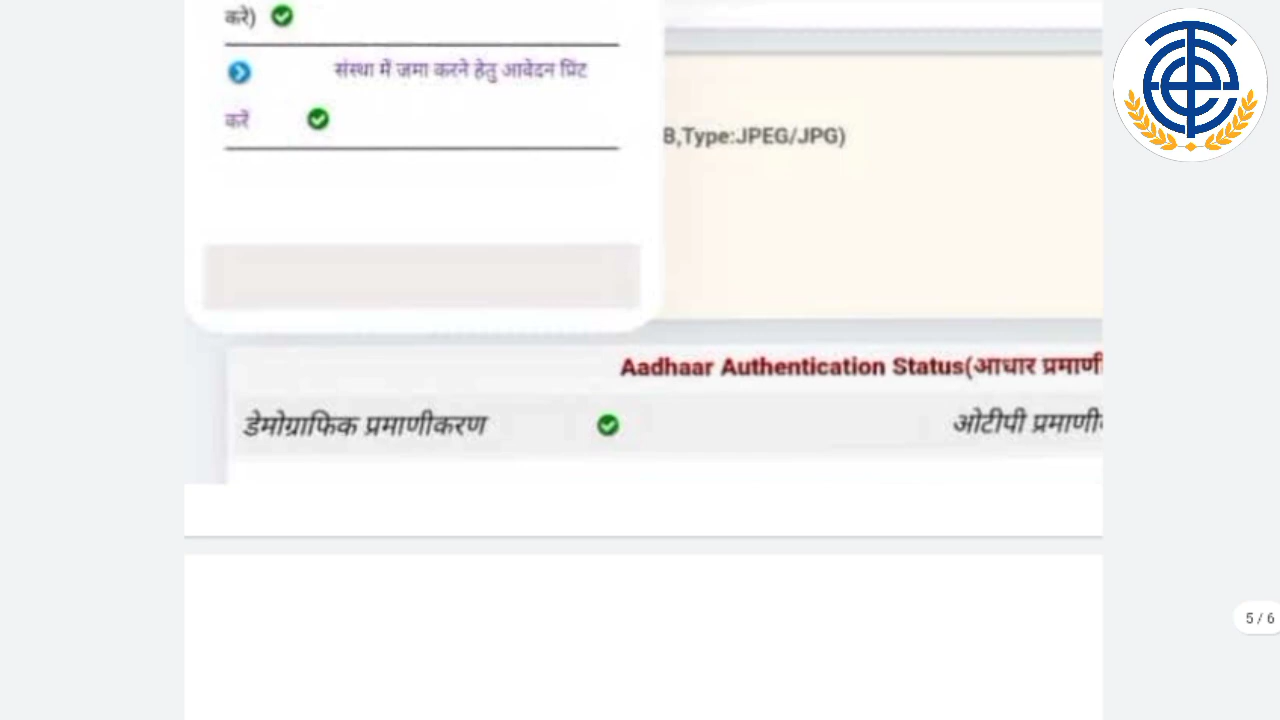 करे)
संस्था में जमा करने हेतु आवेदन प्रिंट
करें
B,Type:JPEG/JPG)
Aadhaar Authentication Status(आधार प्रमाणी
डेमोग्राफिक प्रमाणीकरण
ओटीपी प्रमाणी
5 / 6